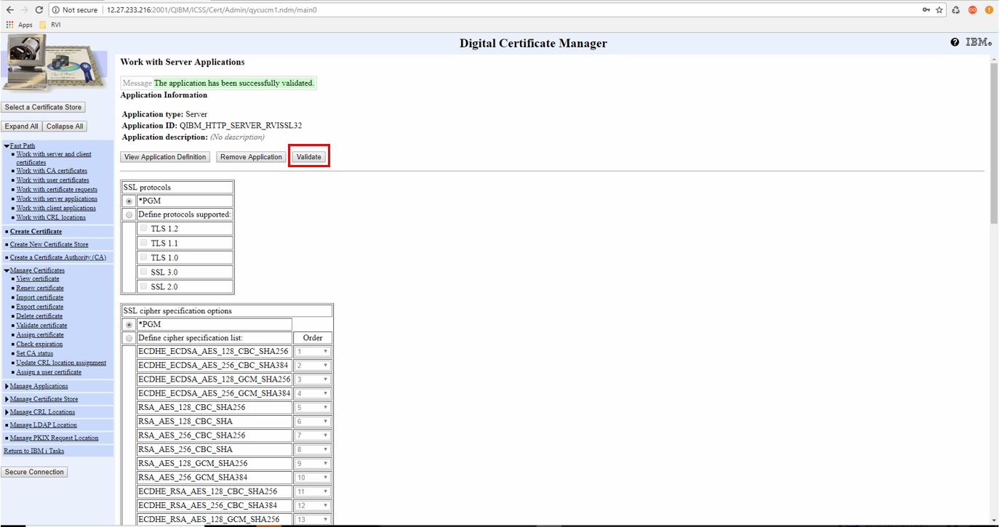 Not secure | 12.27.233.216:2001/QIBM/ICSS/Cert/Admin/qycucm1.ndm/main0
Apps RVI
Digital Certificate Manager
IBM
Select a Certificate Store
Expand All Collapse All
Fast Path
Work with server and client
certificates
Work with CA certificates
Work with user certificates
Work with certificate requests
Work with server applications
Work with client applications
Work with CRL locations
Create Certificate
Create New Certificate Store
Create a Certificate Authority (CA)
Manage Certificates
View certificate
Renew certificate
Import certificate
Export certificate
Delete certificate
Validate certificate
Assign certificate
Check expiration
Set CA status
Update CRL location assignment
Assign a user certificate
Manage Applications
Manage Certificate Store
Manage CRL Locations
Manage LDAP Location
Manage PKIX Request Location
Return to IBM i Tasks
Secure Connection
Work with Server Applications
Message The application has been successfully validated.
Application Information
Application type: Server
Application ID: QIBM_HTTP_SERVER_RVISSL32
Application description: (No description)
View Application Definition Remove Application Validate
SSL protocols
*PGM
Define protocols supported:
TLS 1.2
TLS 1.1
TLS 1.0
SSL 3.0
SSL 2.0
SSL cipher specification options
*PGM
Define cipher specification list: Order
ECDHE_ECDSA_AES_128_CBC_SHA256 1
ECDHE_ECDSA_AES_256_CBC_SHA384 2
ECDHE_ECDSA_AES_128_GCM_SHA256 3
ECDHE_ECDSA_AES_256_GCM_SHA384 4
RSA_AES_128_CBC_SHA256 5
RSA_AES_128_CBC_SHA 6
RSA_AES_256_CBC_SHA256 7
RSA_AES_256_CBC_SHA 8
RSA_AES_128_GCM_SHA256 9
RSA_AES_256_GCM_SHA384 10
ECDHE_RSA_AES_128_CBC_SHA256 11
ECDHE_RSA_AES_256_CBC_SHA384 12
ECDHE_RSA_AES_128_GCM_SHA256 13